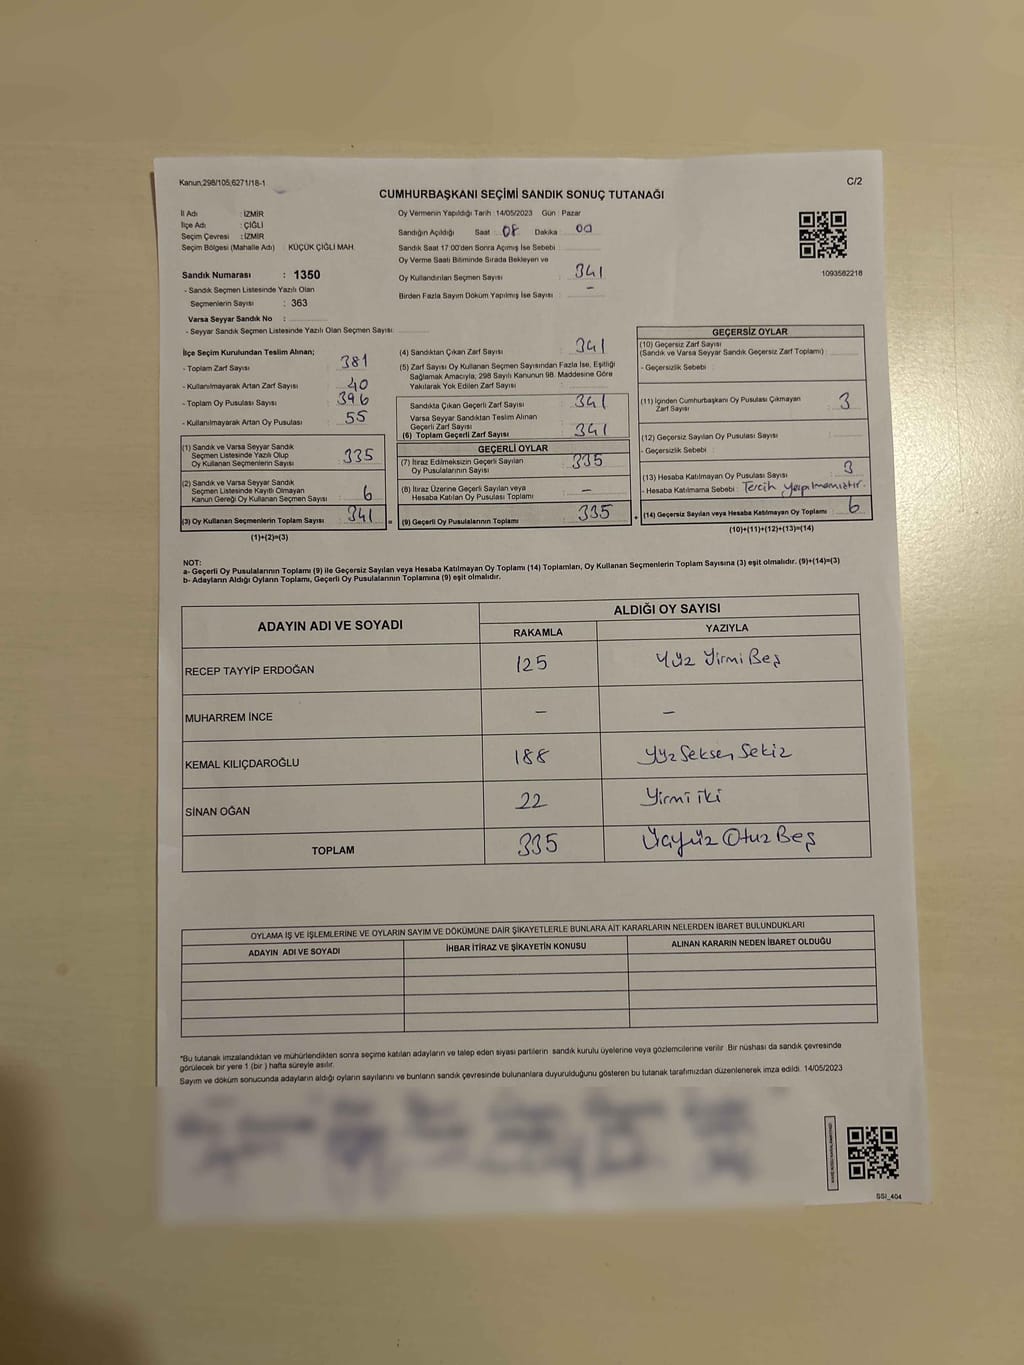 Kanun,298/105,6271/18-1
C/2
CUMHURBAŞKANI SEÇİMİ SANDIK SONUÇ TUTANAĞI
İl Adı : İZMİR
İlçe Adı : ÇİĞLİ
Seçim Çevresi : İZMİR
Seçim Bölgesi (Mahalle Adı) : KÜÇÜK ÇİĞLİ MAH.
Sandık Numarası : 1350
- Sandık Seçmen Listesinde Yazılı Olan
Seçmenlerin Sayısı : 363
Varsa Seyyar Sandık No :
- Seyyar Sandık Seçmen Listesinde Yazılı Olan Seçmen Sayısı:
Oy Vermenin Yapıldığı Tarih :14/05/2023 Gün : Pazar
Sandığın Açıldığı Saat : 08 Dakika : 00
Sandık Saat 17:00'den Sonra Açımış İse Sebebi :
Oy Verme Saati Bitiminde Sırada Bekleyen ve
Oy Kullandırılan Seçmen Sayısı : 341
Birden Fazla Sayım Döküm Yapılmış İse Sayısı : -
1093582218
İlçe Seçim Kurulundan Teslim Alınan;
- Toplam Zarf Sayısı : 381
- Kullanılmayarak Artan Zarf Sayısı : 40
- Toplam Oy Pusulası Sayısı : 396
- Kullanılmayarak Artan Oy Pusulası : 55
(1) Sandık ve Varsa Seyyar Sandık
Seçmen Listesinde Yazılı Olup
Oy Kullanan Seçmenlerin Sayısı : 335
(2) Sandık ve Varsa Seyyar Sandık
Seçmen Listesinde Kayıtlı Olmayan
Kanun Gereği Oy Kullanan Seçmen Sayısı : 6
(3) Oy Kullanan Seçmenlerin Toplam Sayısı : 341
(1)+(2)=(3)
(4) Sandıktan Çıkan Zarf Sayısı : 341
(5) Zarf Sayısı Oy Kullanan Seçmen Sayısından Fazla İse, Eşitliği
Sağlamak Amacıyla, 298 Sayılı Kanunun 98. Maddesine Göre
Yakılarak Yok Edilen Zarf Sayısı :
Sandıkta Çıkan Geçerli Zarf Sayısı : 341
Varsa Seyyar Sandıktan Teslim Alınan
Geçerli Zarf Sayısı :
(6) Toplam Geçerli Zarf Sayısı : 341
GEÇERLİ OYLAR
(7) İtiraz Edilmeksizin Geçerli Sayılan
Oy Pusulalarının Sayısı : 335
(8) İtiraz Üzerine Geçerli Sayılan veya
Hesaba Katılan Oy Pusulası Toplamı : -
= (9) Geçerli Oy Pusulalarının Toplamı : 335
GEÇERSİZ OYLAR
(10) Geçersiz Zarf Sayısı
(Sandık ve Varsa Seyyar Sandık Geçersiz Zarf Toplamı) :
- Geçersizlik Sebebi :
(11) İçinden Cumhurbaşkanı Oy Pusulası Çıkmayan
Zarf Sayısı : 3
(12) Geçersiz Sayılan Oy Pusulası Sayısı :
- Geçersizlik Sebebi :
(13) Hesaba Katılmayan Oy Pusulası Sayısı : 3
- Hesaba Katılmama Sebebi : Tercih yapılmamıştır.
+ (14) Geçersiz Sayılan veya Hesaba Katılmayan Oy Toplamı : 6
(10)+(11)+(12)+(13)=(14)
NOT:
a- Geçerli Oy Pusulalarının Toplamı (9) ile Geçersiz Sayılan veya Hesaba Katılmayan Oy Toplamı (14) Toplamları, Oy Kullanan Seçmenlerin Toplam Sayısına (3) eşit olmalıdır. (9)+(14)=(3)
b- Adayların Aldığı Oyların Toplamı, Geçerli Oy Pusulalarının Toplamına (9) eşit olmalıdır.
ADAYIN ADI VE SOYADI
ALDIĞI OY SAYISI
RAKAMLA YAZIYLA
RECEP TAYYİP ERDOĞAN 125 Yüz Yirmi Beş
MUHARREM İNCE - -
KEMAL KILIÇDAROĞLU 188 Yüz Seksen Sekiz
SİNAN OĞAN 22 Yirmi iki
TOPLAM 335 Üçyüz Otuz Beş
OYLAMA İŞ VE İŞLEMLERİNE VE OYLARIN SAYIM VE DÖKÜMÜNE DAİR ŞİKAYETLERLE BUNLARA AİT KARARLARIN NELERDEN İBARET BULUNDUKLARI
ADAYIN ADI VE SOYADI İHBAR İTİRAZ VE ŞİKAYETİN KONUSU ALINAN KARARIN NEDEN İBARET OLDUĞU
*Bu tutanak imzalandıktan ve mühürlendikten sonra seçime katılan adayların ve talep eden siyasi partilerin sandık kurulu üyelerine veya gözlemcilerine verilir. Bir nüshası da sandık çevresinde
görülecek bir yere 1 (bir ) hafta süreyle asılır.
Sayım ve döküm sonucunda adayların aldığı oyların sayılarını ve bunların sandık çevresinde bulunanlara duyurulduğunu gösteren bu tutanak tarafımızdan düzenlenerek imza edildi. 14/05/2023
SSI_404